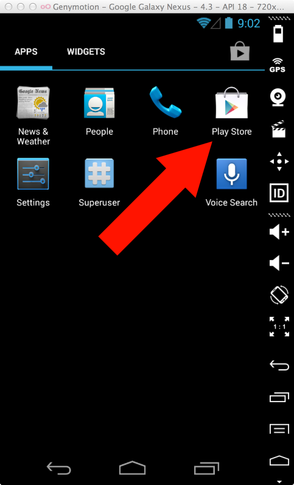 Genymotion - Google Galaxy Nexus - 4.3 - API 18 - 720x...
9:02
APPS
WIDGETS
GPS
Google News
News & Weather
People
Phone
Play Store
Settings
Superuser
Voice Search
ID
1:1